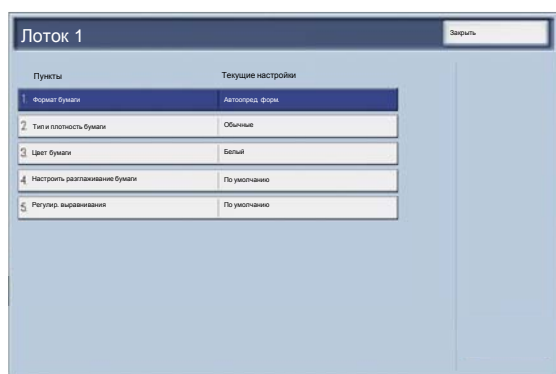 Лоток 1
Закрыть
Пункты Текущие настройки
1. Формат бумаги Автоопред. форм.
2. Тип и плотность бумаги Обычные
3. Цвет бумаги Белый
4. Настроить разглаживание бумаги По умолчанию
5. Регулир. выравнивания По умолчанию